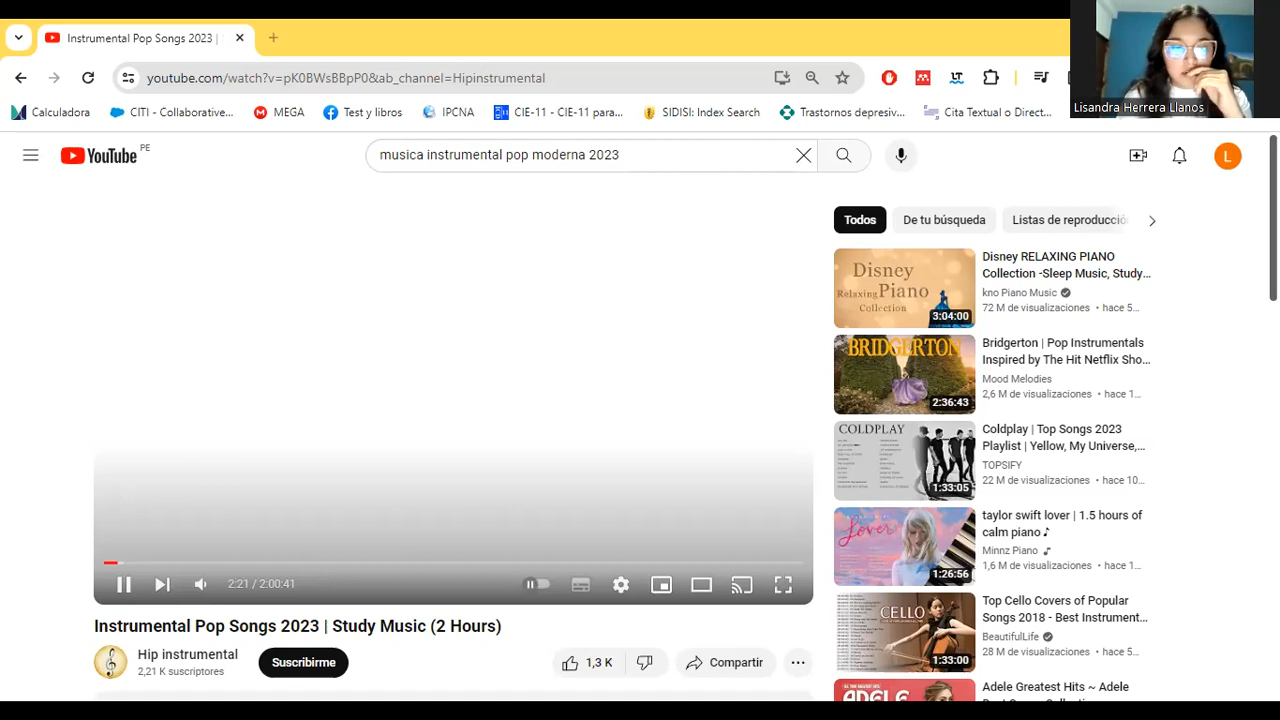 Instrumental Pop Songs 2023 |
youtube.com/watch?v=pK0BWsBBpP0&ab_channel=Hipinstrumental
Calculadora
CITI - Collaborative...
MEGA
Test y libros
IPCNA
CIE-11 - CIE-11 para...
SIDISI: Index Search
Trastornos depresiv...
Cita Textual o Direct...
Lisandra Herrera Llanos
YouTube PE
musica instrumental pop moderna 2023
L
Todos
De tu búsqueda
Listas de reproducció
Disney
Relaxing Piano
Collection
3:04:00
Disney RELAXING PIANO
Collection -Sleep Music, Study...
kno Piano Music
72 M de visualizaciones • hace 5...
BRIDGERTON
2:36:43
Bridgerton | Pop Instrumentals
Inspired by The Hit Netflix Sho...
Mood Melodies
2,6 M de visualizaciones • hace 1...
COLDPLAY
1:33:05
Coldplay | Top Songs 2023
Playlist | Yellow, My Universe,...
TOPSIFY
22 M de visualizaciones • hace 10...
Lover
1:26:56
taylor swift lover | 1.5 hours of
calm piano ♪
Minnz Piano
1,6 M de visualizaciones • hace 1...
CELLO
1:33:00
Top Cello Covers of Popular
Songs 2018 - Best Instrument...
BeautifulLife
28 M de visualizaciones • hace 5...
ADELE
Adele Greatest Hits ~ Adele
2:21 / 2:00:41
Instrumental Pop Songs 2023 | Study Music (2 Hours)
instrumental
suscriptores
Suscribirme
1,3 K
Compartir